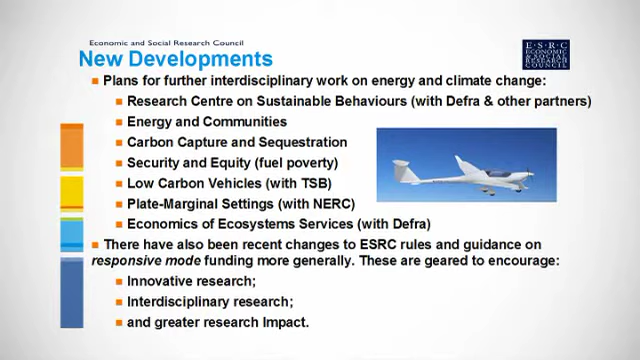 Economic and Social Research Council
New Developments
E·S·R·C
ECONOMIC
& SOCIAL
RESEARCH
COUNCIL
Plans for further interdisciplinary work on energy and climate change:
Research Centre on Sustainable Behaviours (with Defra & other partners)
Energy and Communities
Carbon Capture and Sequestration
Security and Equity (fuel poverty)
Low Carbon Vehicles (with TSB)
Plate-Marginal Settings (with NERC)
Economics of Ecosystems Services (with Defra)
There have also been recent changes to ESRC rules and guidance on
responsive mode funding more generally. These are geared to encourage:
Innovative research;
Interdisciplinary research;
and greater research Impact.